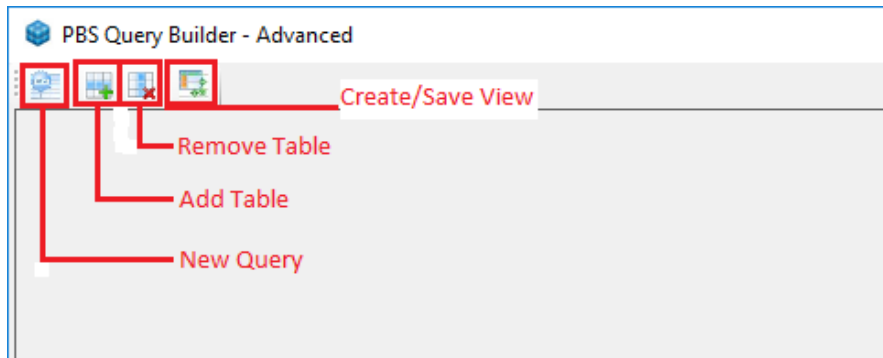 PBS Query Builder - Advanced
Create/Save View
Remove Table
Add Table
New Query